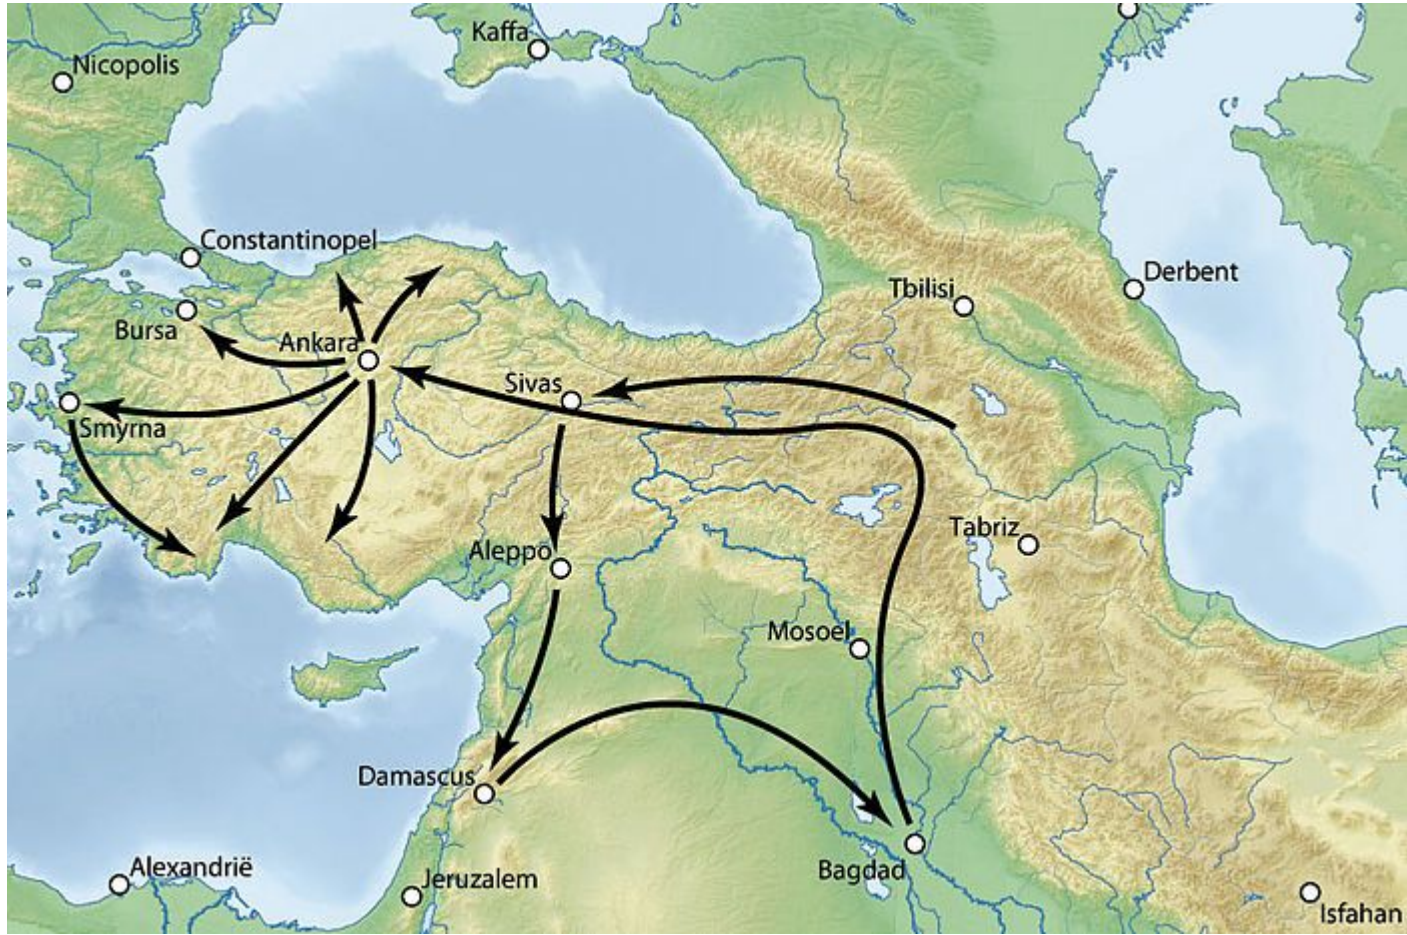 Kaffa
Nicopolis
Constantinopel
Derbent
Tbilisi
Bursa
Ankara
Sivas
Smyrna
Tabriz
Aleppo
Mosoel
Damascus
Alexandrië
Jeruzalem
Bagdad
Isfahan